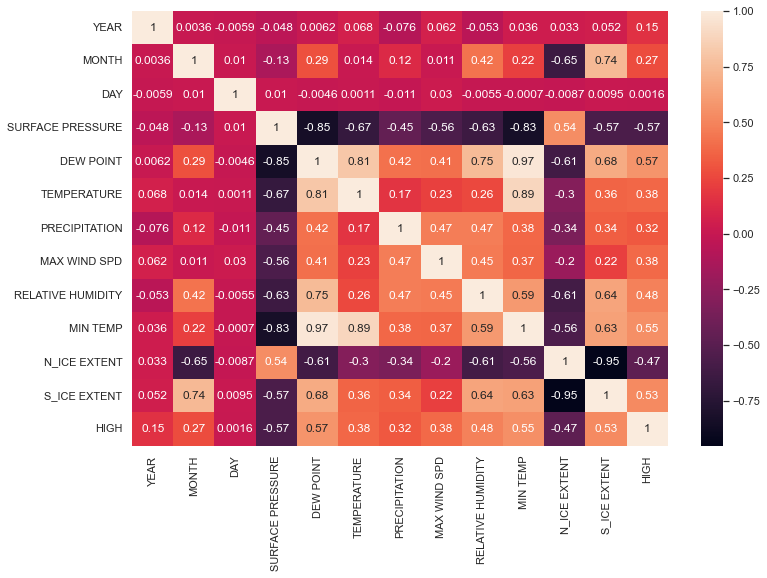 YEAR 1 0.0036 -0.0059 -0.048 0.0062 0.068 -0.076 0.062 -0.053 0.036 0.033 0.052 0.15
MONTH 0.0036 1 0.01 -0.13 0.29 0.014 0.12 0.011 0.42 0.22 -0.65 0.74 0.27
DAY -0.0059 0.01 1 0.01 -0.0046 0.0011 -0.011 0.03 -0.0055 -0.0007 -0.0087 0.0095 0.0016
SURFACE PRESSURE -0.048 -0.13 0.01 1 -0.85 -0.67 -0.45 -0.56 -0.63 -0.83 0.54 -0.57 -0.57
DEW POINT 0.0062 0.29 -0.0046 -0.85 1 0.81 0.42 0.41 0.75 0.97 -0.61 0.68 0.57
TEMPERATURE 0.068 0.014 0.0011 -0.67 0.81 1 0.17 0.23 0.26 0.89 -0.3 0.36 0.38
PRECIPITATION -0.076 0.12 -0.011 -0.45 0.42 0.17 1 0.47 0.47 0.38 -0.34 0.34 0.32
MAX WIND SPD 0.062 0.011 0.03 -0.56 0.41 0.23 0.47 1 0.45 0.37 -0.2 0.22 0.38
RELATIVE HUMIDITY -0.053 0.42 -0.0055 -0.63 0.75 0.26 0.47 0.45 1 0.59 -0.61 0.64 0.48
MIN TEMP 0.036 0.22 -0.0007 -0.83 0.97 0.89 0.38 0.37 0.59 1 -0.56 0.63 0.55
N_ICE EXTENT 0.033 -0.65 -0.0087 0.54 -0.61 -0.3 -0.34 -0.2 -0.61 -0.56 1 -0.95 -0.47
S_ICE EXTENT 0.052 0.74 0.0095 -0.57 0.68 0.36 0.34 0.22 0.64 0.63 -0.95 1 0.53
HIGH 0.15 0.27 0.0016 -0.57 0.57 0.38 0.32 0.38 0.48 0.55 -0.47 0.53 1
YEAR
MONTH
DAY
SURFACE PRESSURE
DEW POINT
TEMPERATURE
PRECIPITATION
MAX WIND SPD
RELATIVE HUMIDITY
MIN TEMP
N_ICE EXTENT
S_ICE EXTENT
HIGH
1.00
0.75
0.50
0.25
0.00
−0.25
−0.50
−0.75